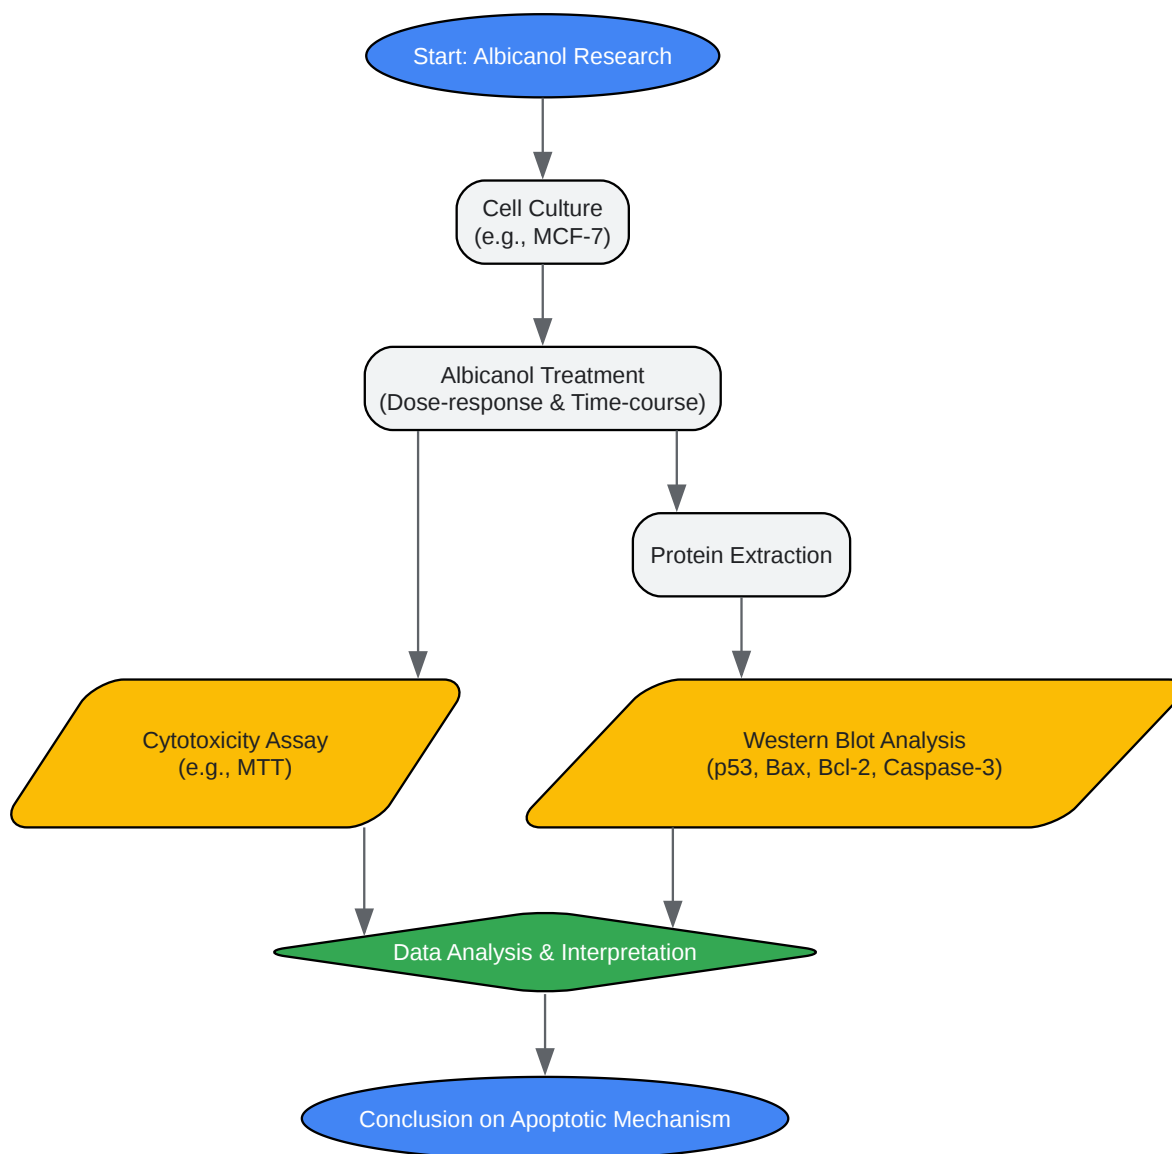 Start: Albicanol Research
Cell Culture
(e.g., MCF-7)
Albicanol Treatment
(Dose-response & Time-course)
Protein Extraction
Cytotoxicity Assay
(e.g., MTT)
Western Blot Analysis
(p53, Bax, Bcl-2, Caspase-3)
Data Analysis & Interpretation
Conclusion on Apoptotic Mechanism